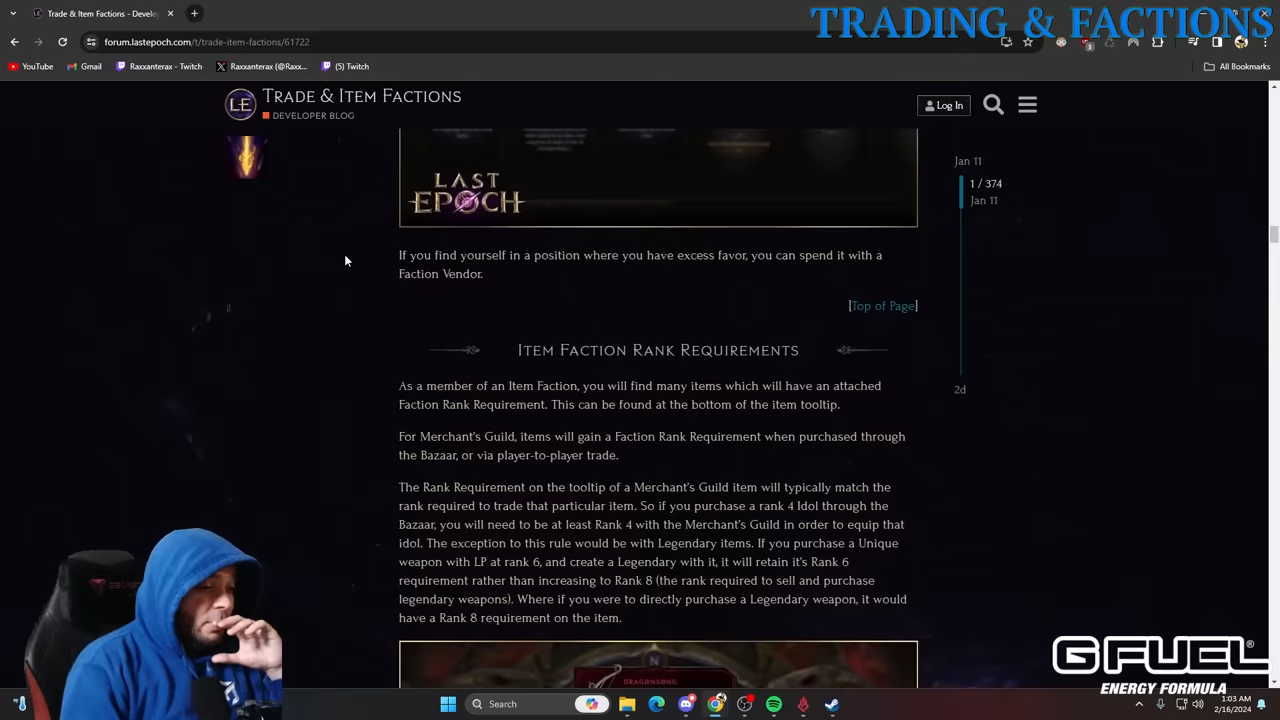 Trade & Item Factions - Develo
TRADING & FACTIONS
forum.lastepoch.com/t/trade-item-factions/61722
YouTube
Gmail
Raxxanterax - Twitch
Raxxanterax (@Raxx...
(5) Twitch
All Bookmarks
LE
TRADE & ITEM FACTIONS
DEVELOPER BLOG
Log In
Jan 11
1 / 374
Jan 11
2d
LAST
EPOCH
If you find yourself in a position where you have excess favor, you can spend it with a
Faction Vendor.
[Top of Page]
ITEM FACTION RANK REQUIREMENTS
As a member of an Item Faction, you will find many items which will have an attached
Faction Rank Requirement. This can be found at the bottom of the item tooltip.
For Merchant's Guild, items will gain a Faction Rank Requirement when purchased through
the Bazaar, or via player-to-player trade.
The Rank Requirement on the tooltip of a Merchant's Guild item will typically match the
rank required to trade that particular item. So if you purchase a rank 4 Idol through the
Bazaar, you will need to be at least Rank 4 with the Merchant's Guild in order to equip that
idol. The exception to this rule would be with Legendary items. If you purchase a Unique
weapon with LP at rank 6, and create a Legendary with it, it will retain it's Rank 6
requirement rather than increasing to Rank 8 (the rank required to sell and purchase
legendary weapons). Where if you were to directly purchase a Legendary weapon, it would
have a Rank 8 requirement on the item.
DRAGONSONG
GFUEL®
ENERGY FORMULA
Search
1:03 AM
2/16/2024